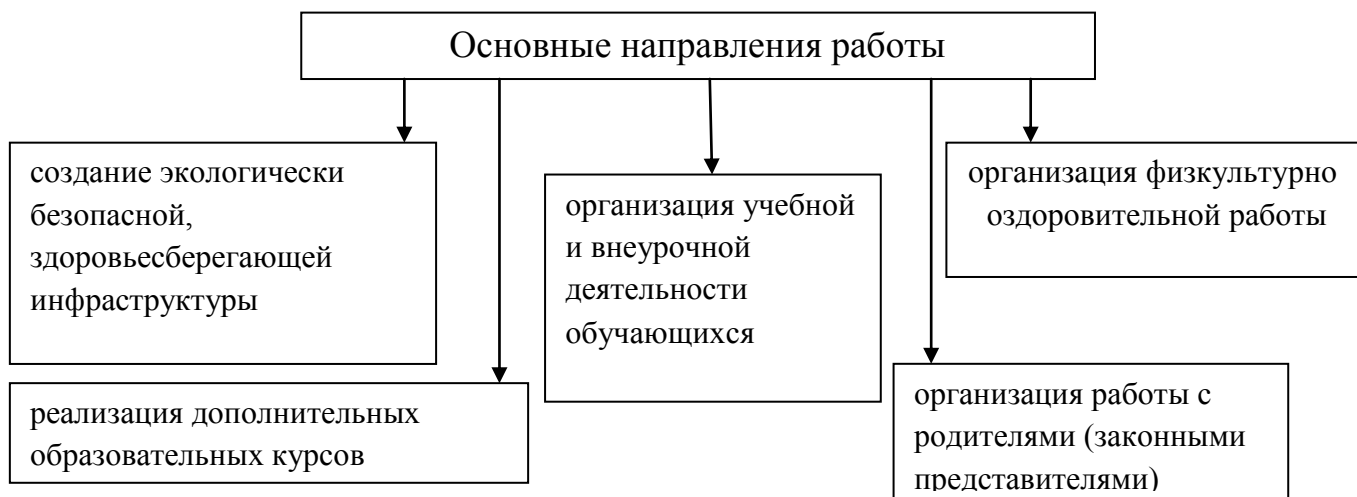 Основные направления работы
создание экологически
безопасной,
здоровьесберегающей
инфраструктуры
организация учебной
и внеурочной
деятельности
обучающихся
организация физкультурно
оздоровительной работы
реализация дополнительных
образовательных курсов
организация работы с
родителями (законными
представителями)